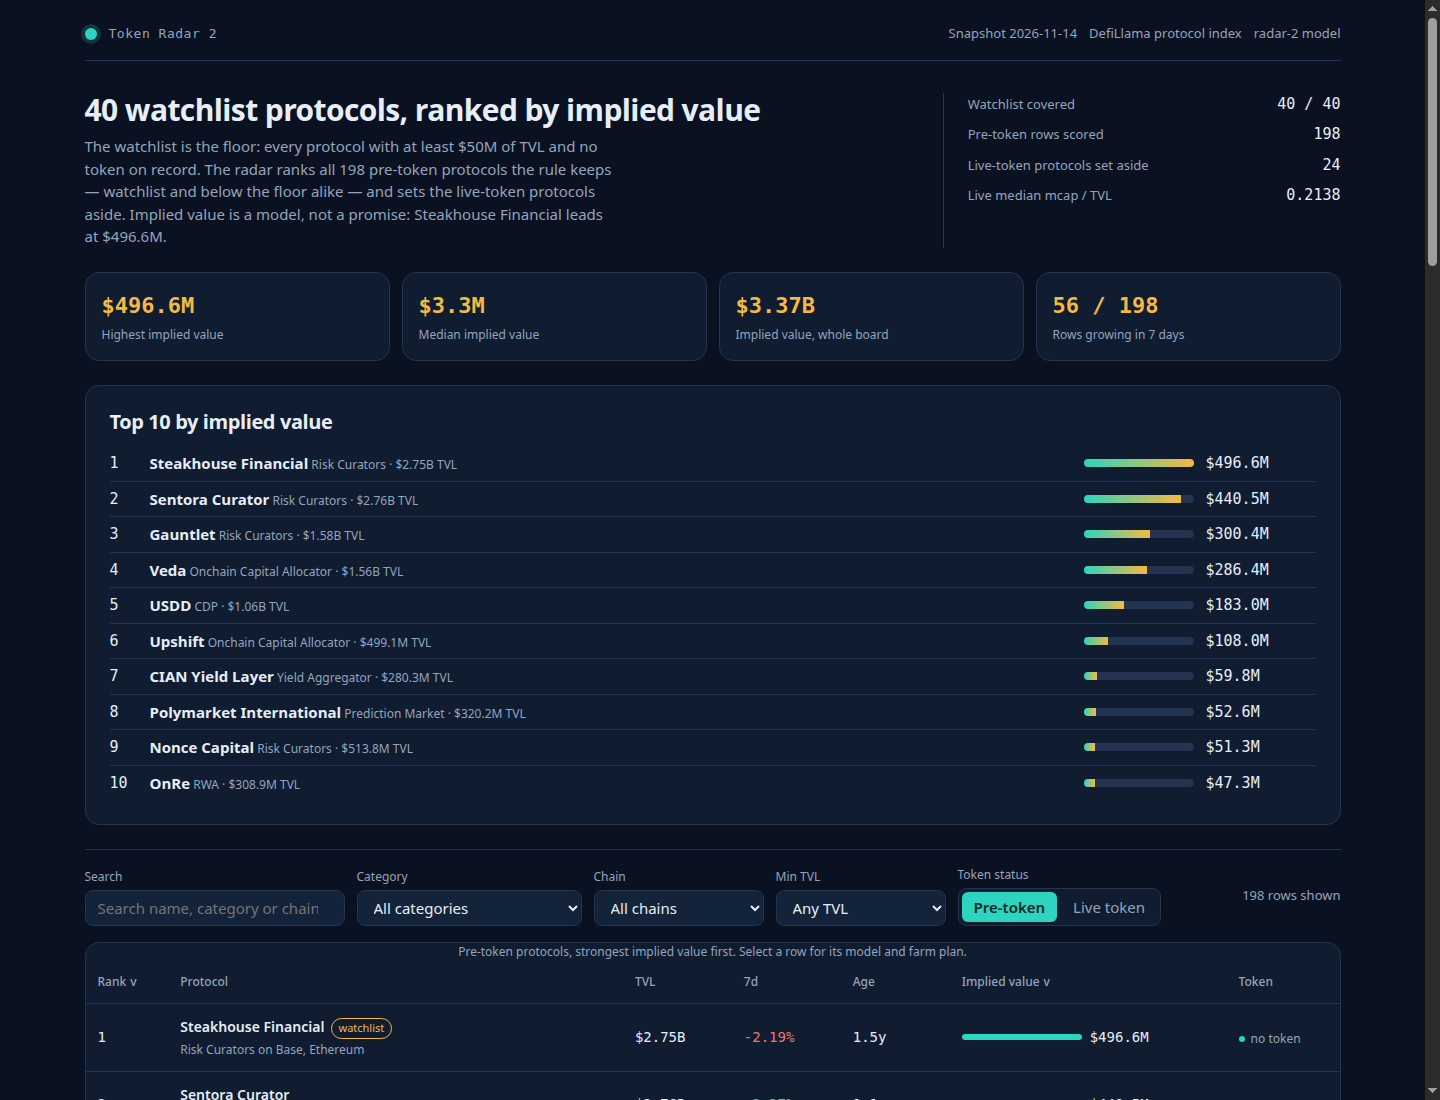 Token Radar 2
Snapshot 2026-11-14 DefiLlama protocol index radar-2 model
40 watchlist protocols, ranked by implied value
The watchlist is the floor: every protocol with at least $50M of TVL and no
token on record. The radar ranks all 198 pre-token protocols the rule keeps
— watchlist and below the floor alike — and sets the live-token protocols
aside. Implied value is a model, not a promise: Steakhouse Financial leads
at $496.6M.
Watchlist covered 40 / 40
Pre-token rows scored 198
Live-token protocols set aside 24
Live median mcap / TVL 0.2138
$496.6M
Highest implied value
$3.3M
Median implied value
$3.37B
Implied value, whole board
56 / 198
Rows growing in 7 days
Top 10 by implied value
1 Steakhouse Financial Risk Curators · $2.75B TVL $496.6M
2 Sentora Curator Risk Curators · $2.76B TVL $440.5M
3 Gauntlet Risk Curators · $1.58B TVL $300.4M
4 Veda Onchain Capital Allocator · $1.56B TVL $286.4M
5 USDD CDP · $1.06B TVL $183.0M
6 Upshift Onchain Capital Allocator · $499.1M TVL $108.0M
7 CIAN Yield Layer Yield Aggregator · $280.3M TVL $59.8M
8 Polymarket International Prediction Market · $320.2M TVL $52.6M
9 Nonce Capital Risk Curators · $513.8M TVL $51.3M
10 OnRe RWA · $308.9M TVL $47.3M
Search Category Chain Min TVL Token status
Search name, category or chain All categories All chains Any TVL Pre-token Live token 198 rows shown
Pre-token protocols, strongest implied value first. Select a row for its model and farm plan.
Rank v Protocol TVL 7d Age Implied value v Token
1 Steakhouse Financial watchlist $2.75B -2.19% 1.5y $496.6M no token
Risk Curators on Base, Ethereum
Sentora Curator